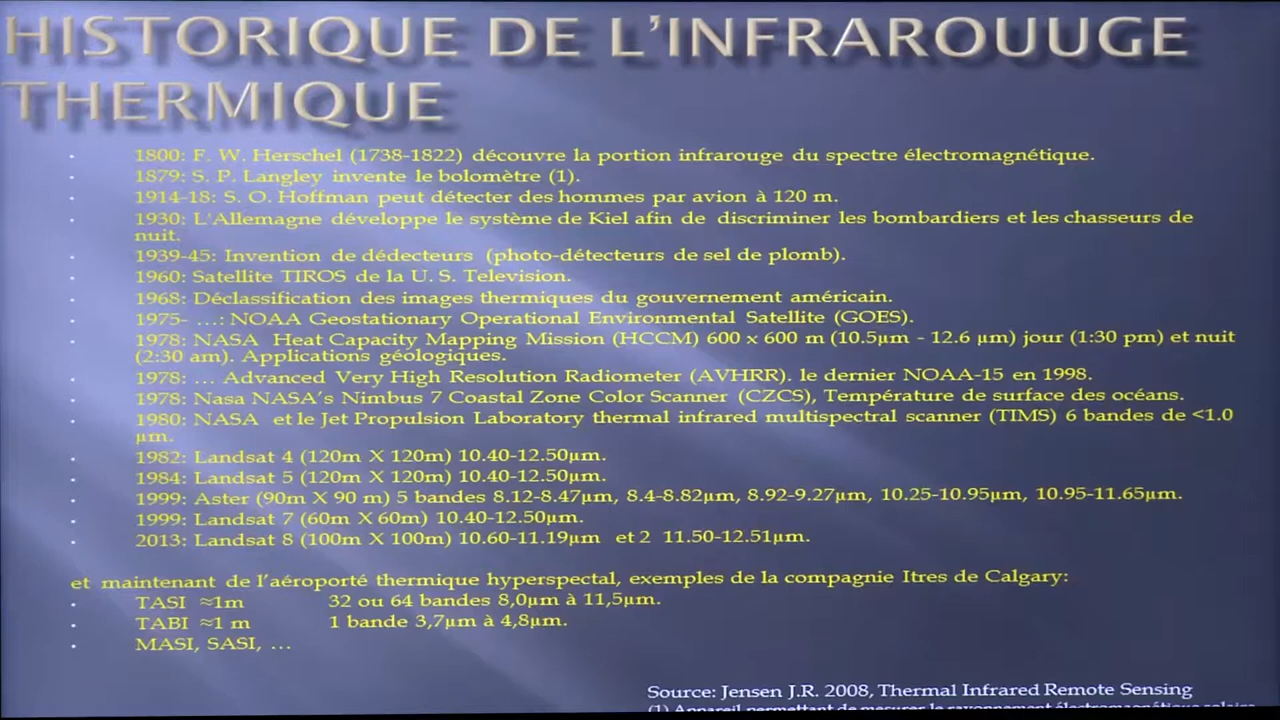 HISTORIQUE DE L'INFRAROUUGE
THERMIQUE
1800: F. W. Herschel (1738-1822) découvre la portion infrarouge du spectre électromagnétique.
1879: S. P. Langley invente le bolomètre (1).
1914-18: S. O. Hoffman peut détecter des hommes par avion à 120 m.
1930: L'Allemagne développe le système de Kiel afin de discriminer les bombardiers et les chasseurs de
nuit.
1939-45: Invention de dédecteurs (photo-détecteurs de sel de plomb).
1960: Satellite TIROS de la U. S. Television.
1968: Déclassification des images thermiques du gouvernement américain.
1975- ...: NOAA Geostationary Operational Environmental Satellite (GOES).
1978: NASA Heat Capacity Mapping Mission (HCCM) 600 x 600 m (10.5µm - 12.6 µm) jour (1:30 pm) et nuit
(2:30 am). Applications géologiques.
1978: ... Advanced Very High Resolution Radiometer (AVHRR). le dernier NOAA-15 en 1998.
1978: Nasa NASA's Nimbus 7 Coastal Zone Color Scanner (CZCS), Température de surface des océans.
1980: NASA et le Jet Propulsion Laboratory thermal infrared multispectral scanner (TIMS) 6 bandes de <1.0
µm.
1982: Landsat 4 (120m X 120m) 10.40-12.50µm.
1984: Landsat 5 (120m X 120m) 10.40-12.50µm.
1999: Aster (90m X 90 m) 5 bandes 8.12-8.47µm, 8.4-8.82µm, 8.92-9.27µm, 10.25-10.95µm, 10.95-11.65µm.
1999: Landsat 7 (60m X 60m) 10.40-12.50µm.
2013: Landsat 8 (100m X 100m) 10.60-11.19µm et 2 11.50-12.51µm.
et maintenant de l'aéroporté thermique hyperspectal, exemples de la compagnie Itres de Calgary:
TASI ≈1m 32 ou 64 bandes 8,0µm à 11,5µm.
TABI ≈1 m 1 bande 3,7µm à 4,8µm.
MASI, SASI, ...
Source: Jensen J.R. 2008, Thermal Infrared Remote Sensing
(1) Appareil permettant de mesurer le rayonnement électromagnétique solaire